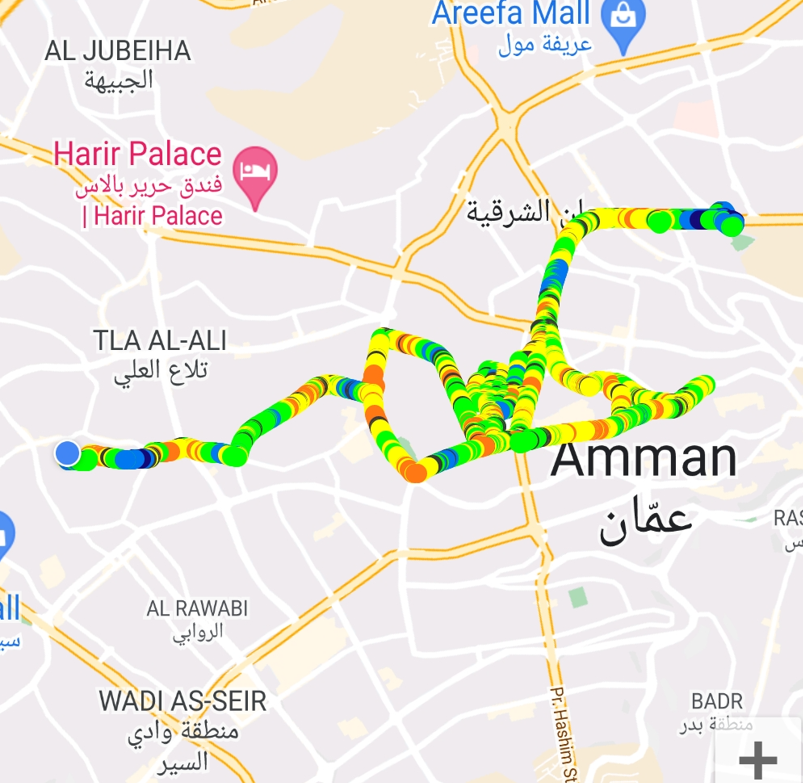 Areefa Mall
عريفة مول
AL JUBEIHA
الجبيهة
Harir Palace
فندق حرير بالاس
| Harir Palace
الشرقية
TLA AL-ALI
تلاع العلي
Amman
عمّان
AL RAWABI
الروابي
WADI AS-SEIR
منطقة وادي
السير
Pr. Hashim St
BADR
منطقة بدر
+